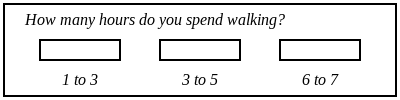 How many hours do you spend walking?
1 to 3 3 to 5 6 to 7